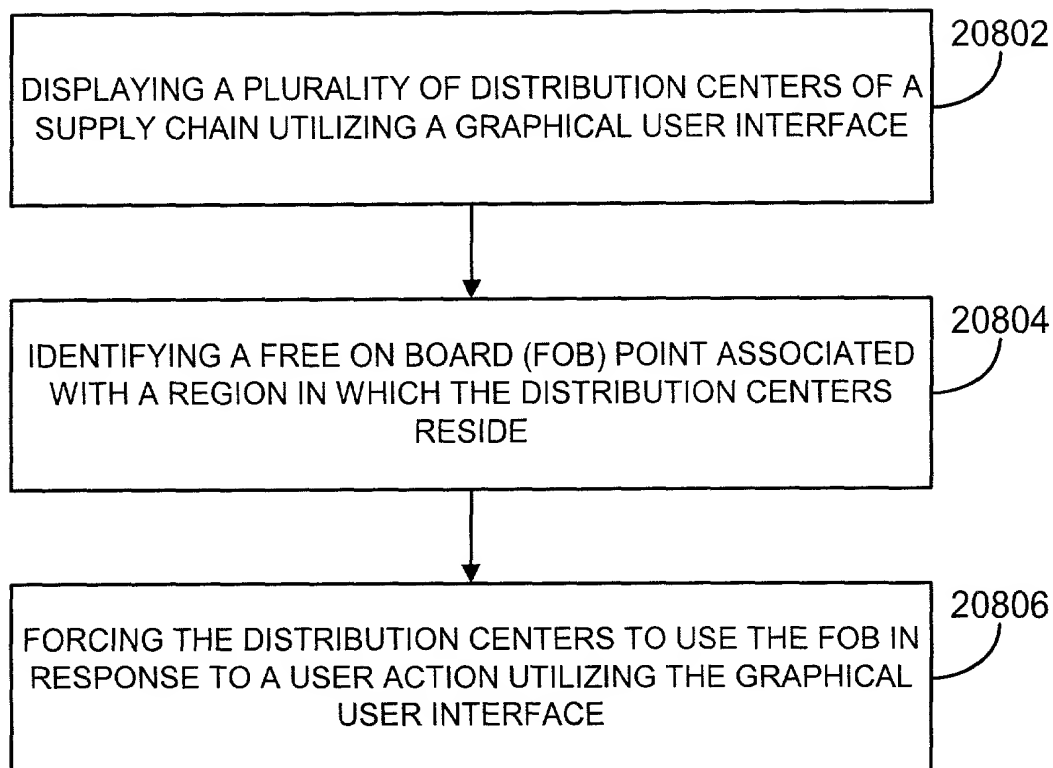 20802
DISPLAYING A PLURALITY OF DISTRIBUTION CENTERS OF A
SUPPLY CHAIN UTILIZING A GRAPHICAL USER INTERFACE
20804
IDENTIFYING A FREE ON BOARD (FOB) POINT ASSOCIATED
WITH A REGION IN WHICH THE DISTRIBUTION CENTERS
RESIDE
20806
FORCING THE DISTRIBUTION CENTERS TO USE THE FOB IN
RESPONSE TO A USER ACTION UTILIZING THE GRAPHICAL
USER INTERFACE